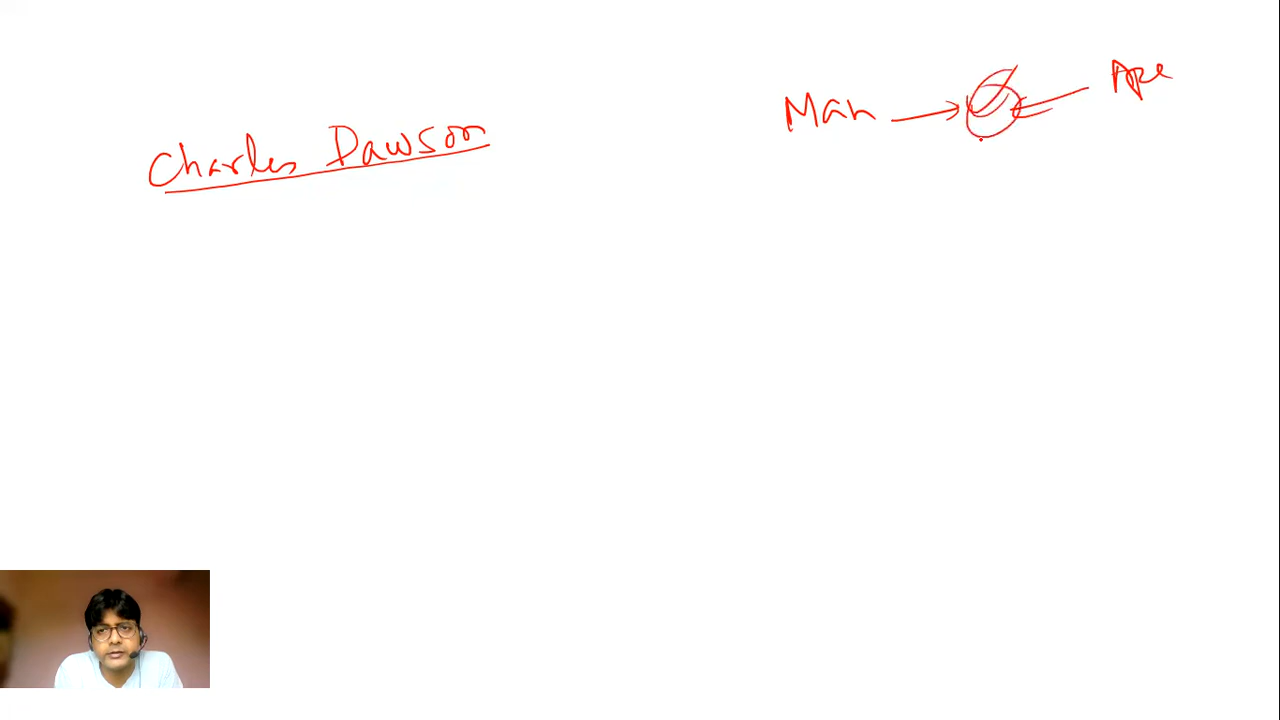 Charles Dawson
Man → ← Ape